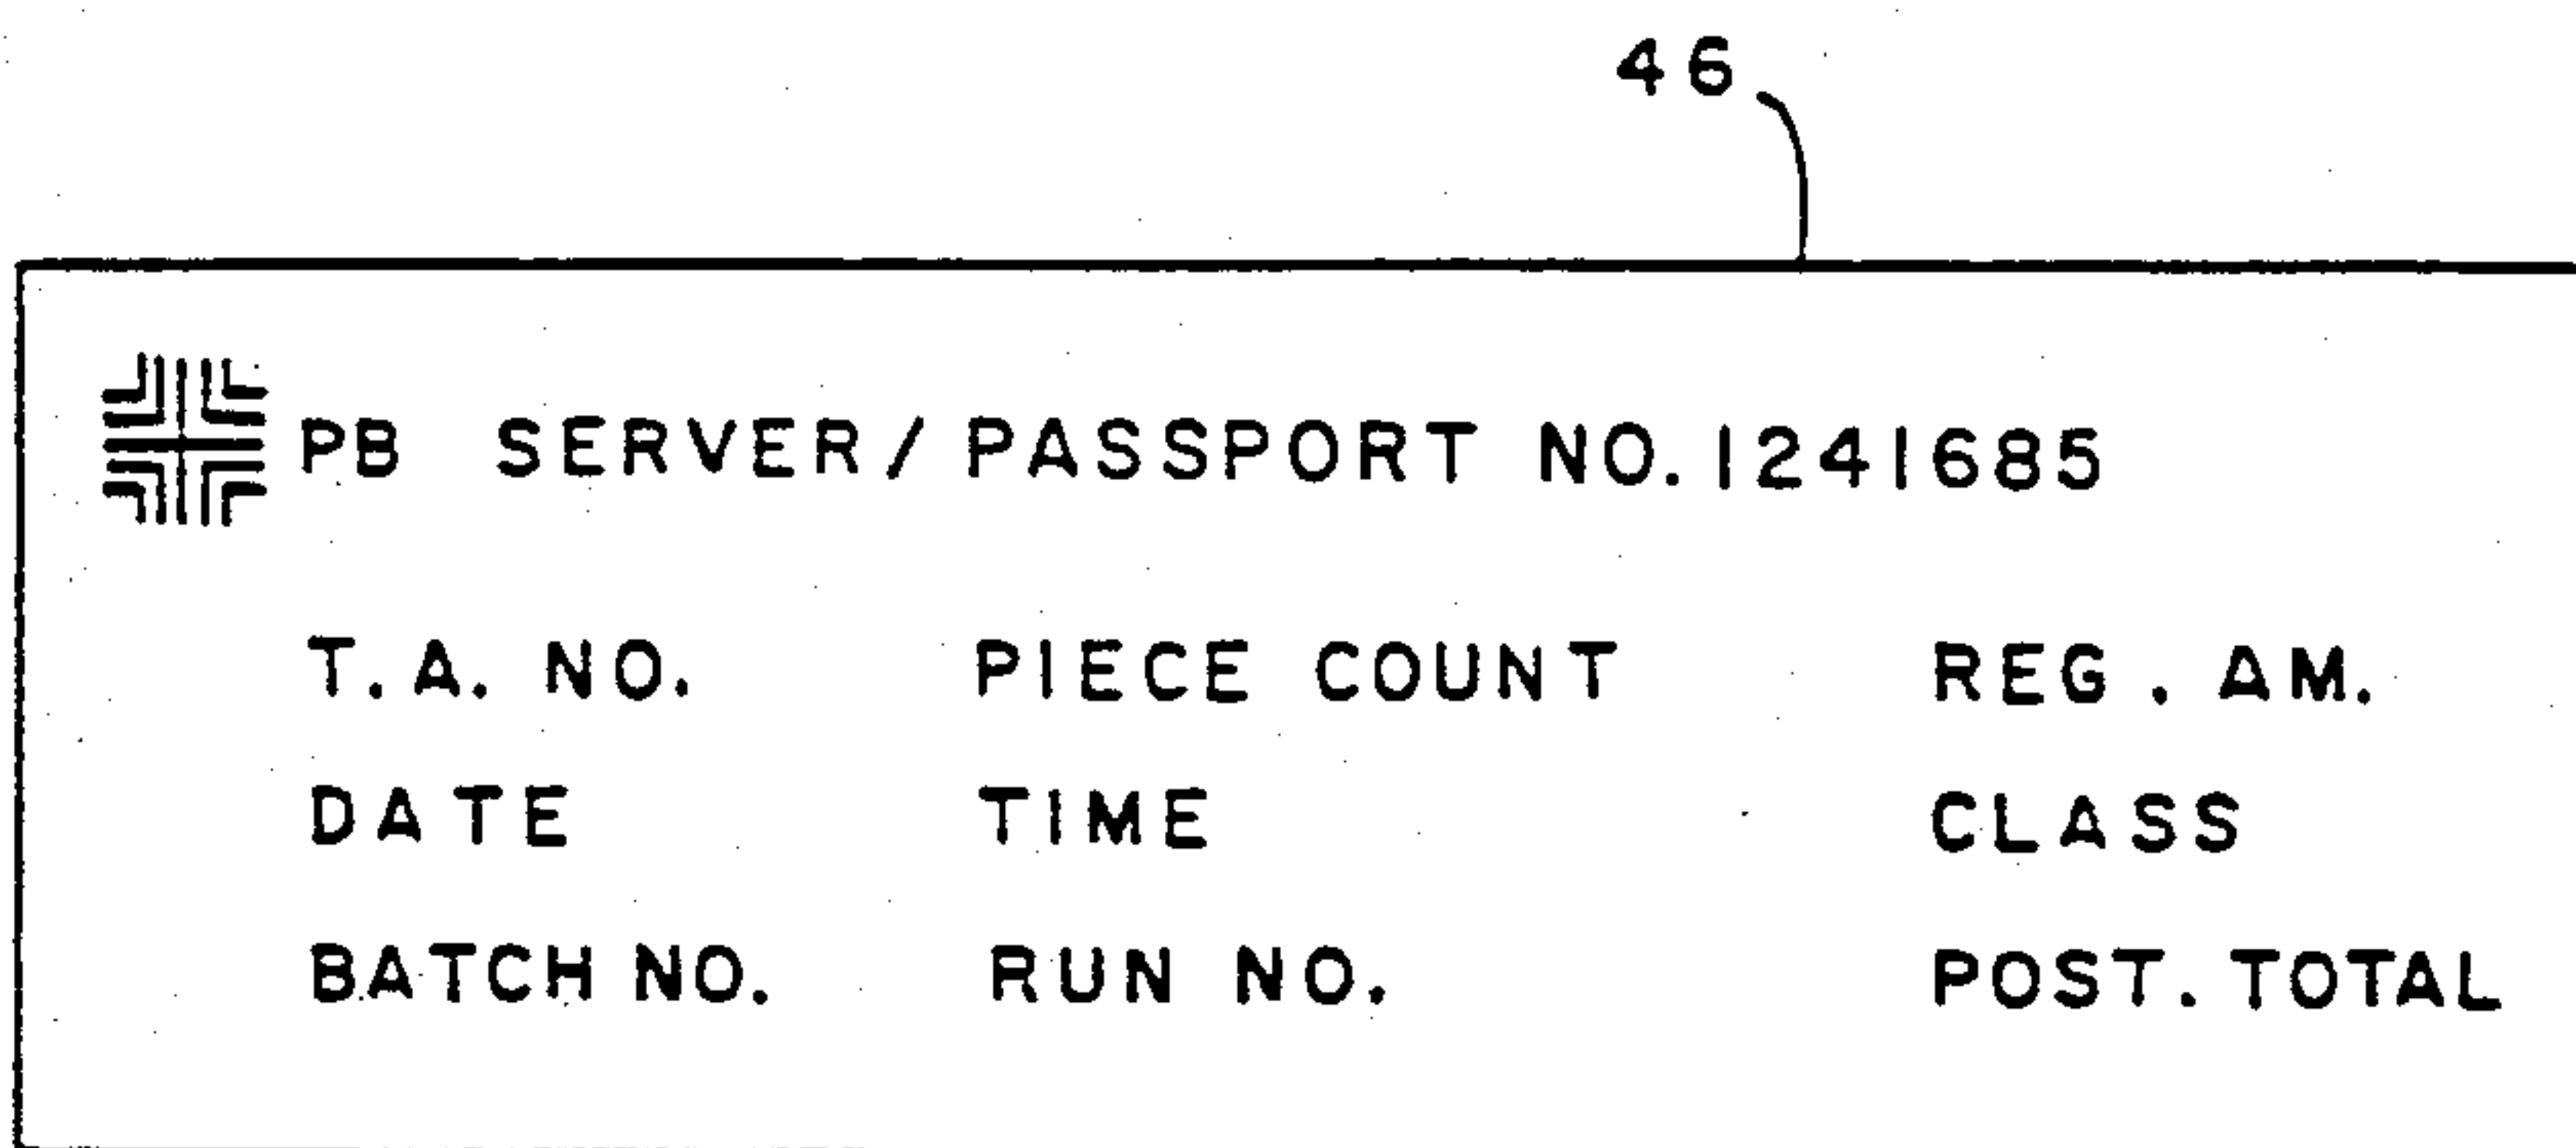 46
PB SERVER/PASSPORT NO. 1241685
T.A. NO. PIECE COUNT REG. AM.
DATE TIME CLASS
BATCH NO. RUN NO. POST. TOTAL